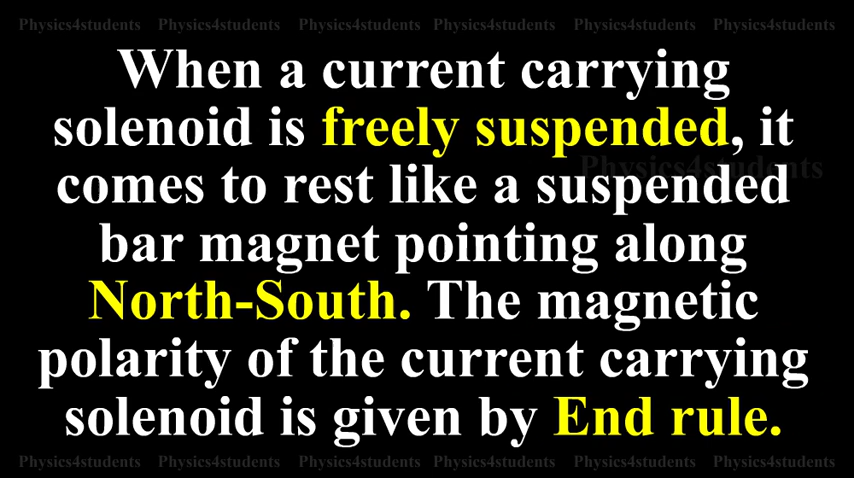 Physics4students Physics4students Physics4students Physics4students Physics4students Physics4students
When a current carrying
solenoid is freely suspended, it
Physics4students
comes to rest like a suspended
bar magnet pointing along
North-South. The magnetic
polarity of the current carrying
solenoid is given by End rule.
Physics4students Physics4students Physics4students Physics4students Physics4students Physics4students